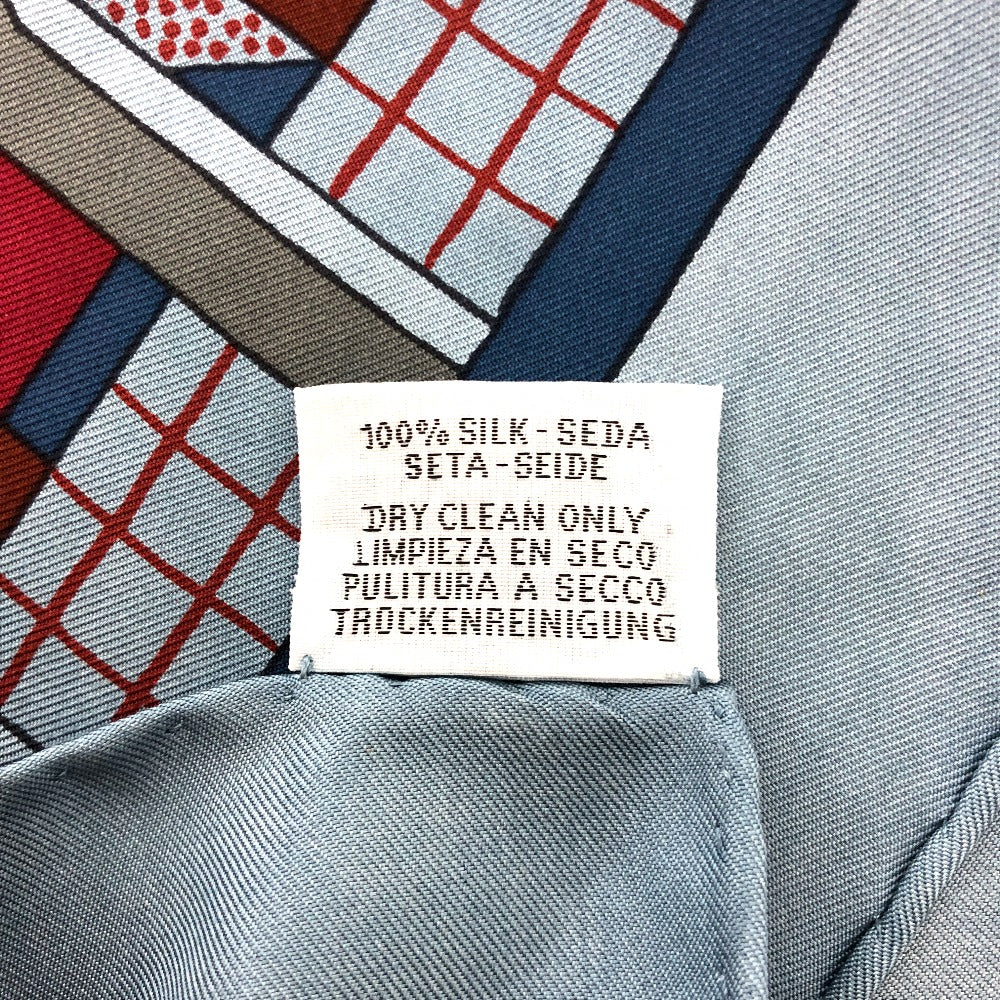 100% SILK - SEDA
SETA - SEIDE
DRY CLEAN ONLY
LIMPIEZA EN SECO
PULITURA A SECCO
TROCKENREINIGUNG